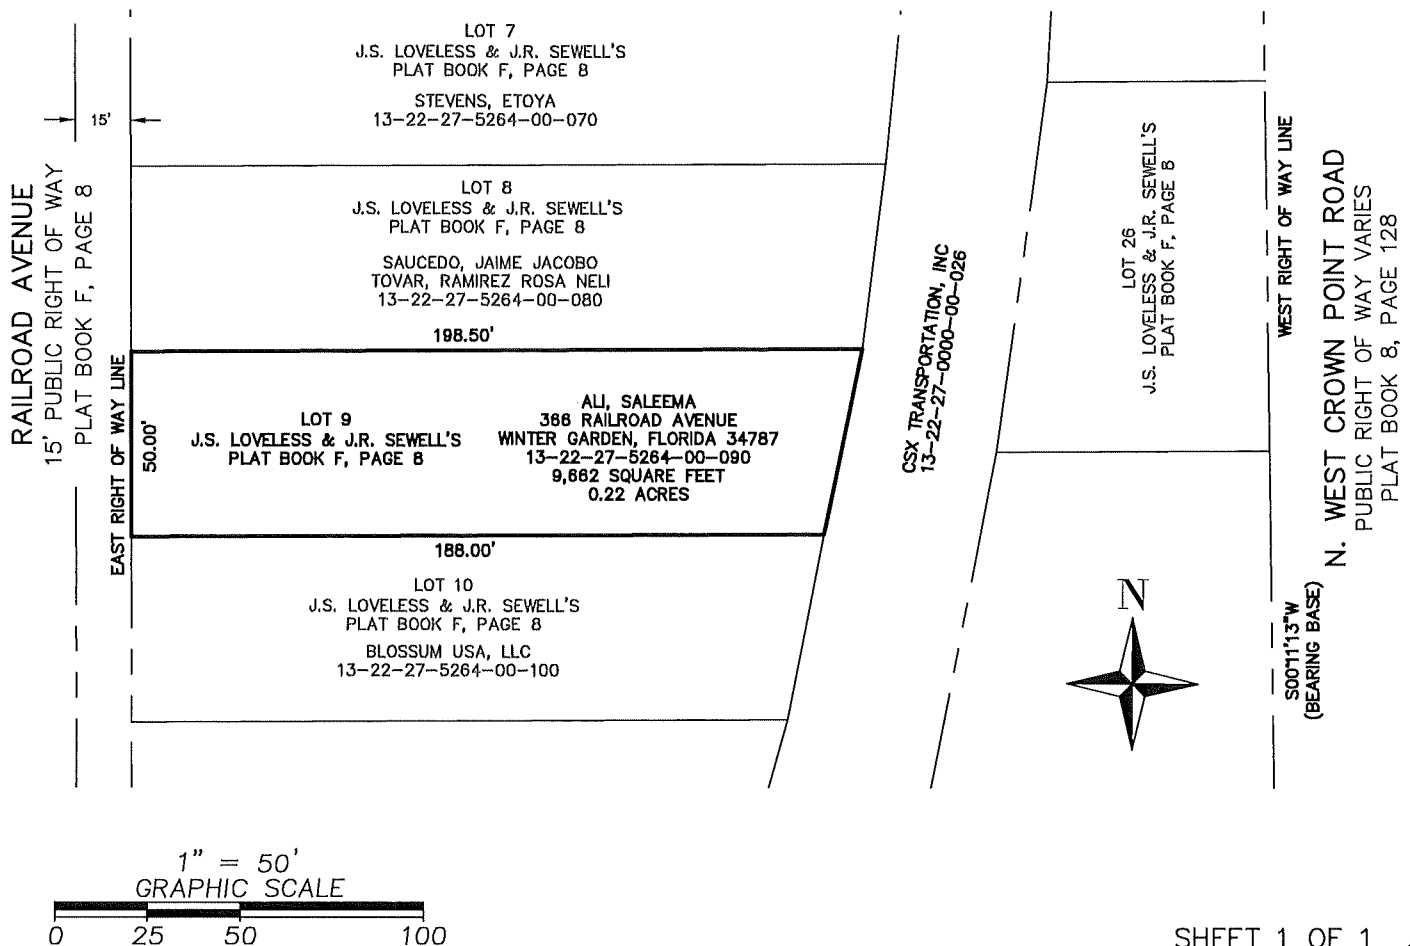 LOT 7
J.S. LOVELESS & J.R. SEWELL'S
PLAT BOOK F, PAGE 8
STEVENS, ETOYA
13-22-27-5264-00-070
15'
RAILROAD AVENUE
15' PUBLIC RIGHT OF WAY
PLAT BOOK F, PAGE 8
LOT 8
J.S. LOVELESS & J.R. SEWELL'S
PLAT BOOK F, PAGE 8
SAUCEDO, JAIME JACOBO
TOVAR, RAMIREZ ROSA NELI
13-22-27-5264-00-080
198.50'
EAST RIGHT OF WAY LINE
50.00'
LOT 9
J.S. LOVELESS & J.R. SEWELL'S
PLAT BOOK F, PAGE 8
ALI, SALEEMA
366 RAILROAD AVENUE
WINTER GARDEN, FLORIDA 34787
13-22-27-5264-00-090
9,662 SQUARE FEET
0.22 ACRES
188.00'
LOT 10
J.S. LOVELESS & J.R. SEWELL'S
PLAT BOOK F, PAGE 8
BLOSSUM USA, LLC
13-22-27-5264-00-100
CSX TRANSPORTATION, INC
13-22-27-0000-00-026
LOT 26
J.S. LOVELESS & J.R. SEWELL'S
PLAT BOOK F, PAGE 8
WEST RIGHT OF WAY LINE
N. WEST CROWN POINT ROAD
PUBLIC RIGHT OF WAY VARIES
PLAT BOOK 8, PAGE 128
N
S00°11'13"W
(BEARING BASE)
1" = 50'
GRAPHIC SCALE
0 25 50 100
SHEET 1 OF 1